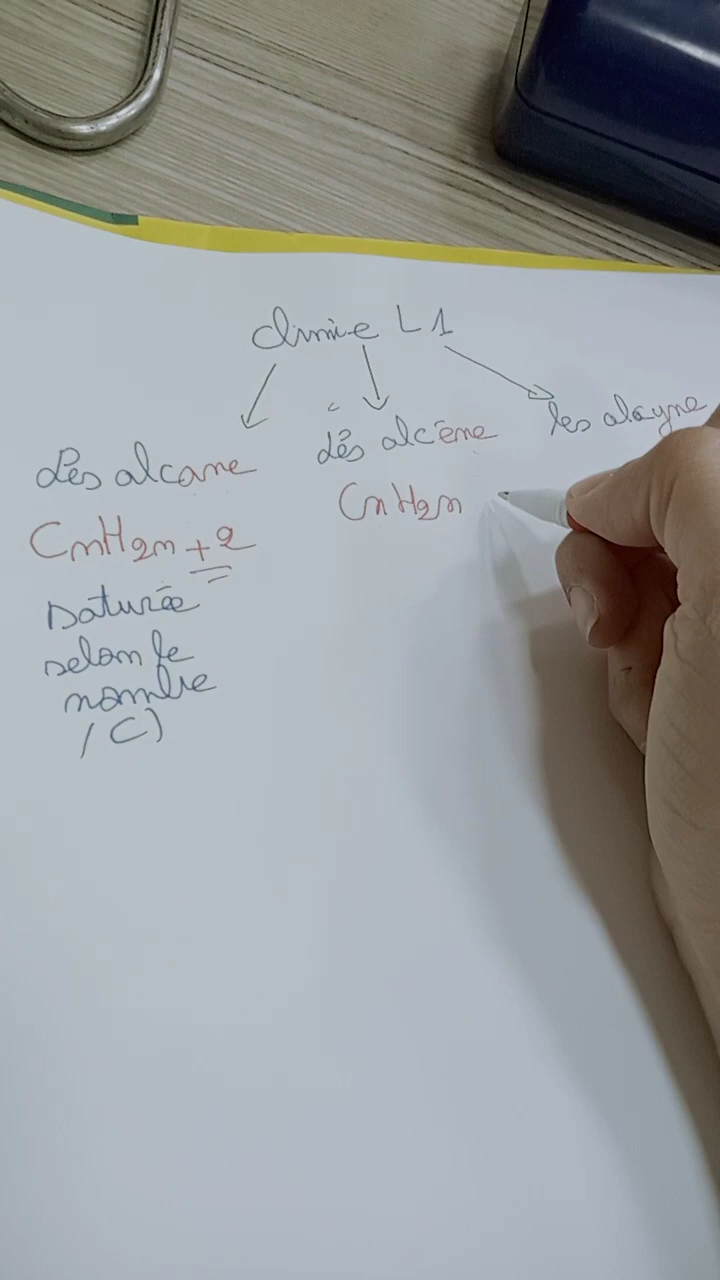 chimie L1
Les alcane
les alcène
les alcyne
CnH2n+2
CnH2n
saturée
selon le
nombre
/C)